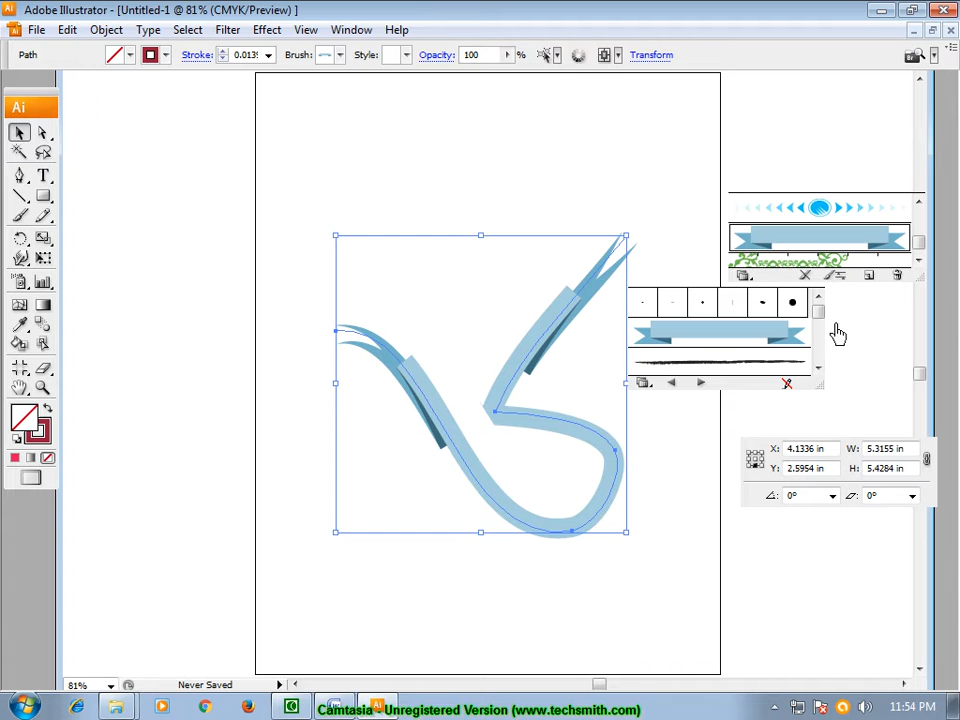 Adobe Illustrator - [Untitled-1 @ 81% (CMYK/Preview) ]
File Edit Object Type Select Filter Effect View Window Help
Path Stroke: 0.0139 Brush: Style: Opacity: 100 % Transform
Ai
T
X: 4.1336 in W: 5.3155 in
Y: 2.5954 in H: 5.4284 in
0° 0°
81% Never Saved
Camtasia - Unregistered Version (www.techsmith.com)
11:54 PM